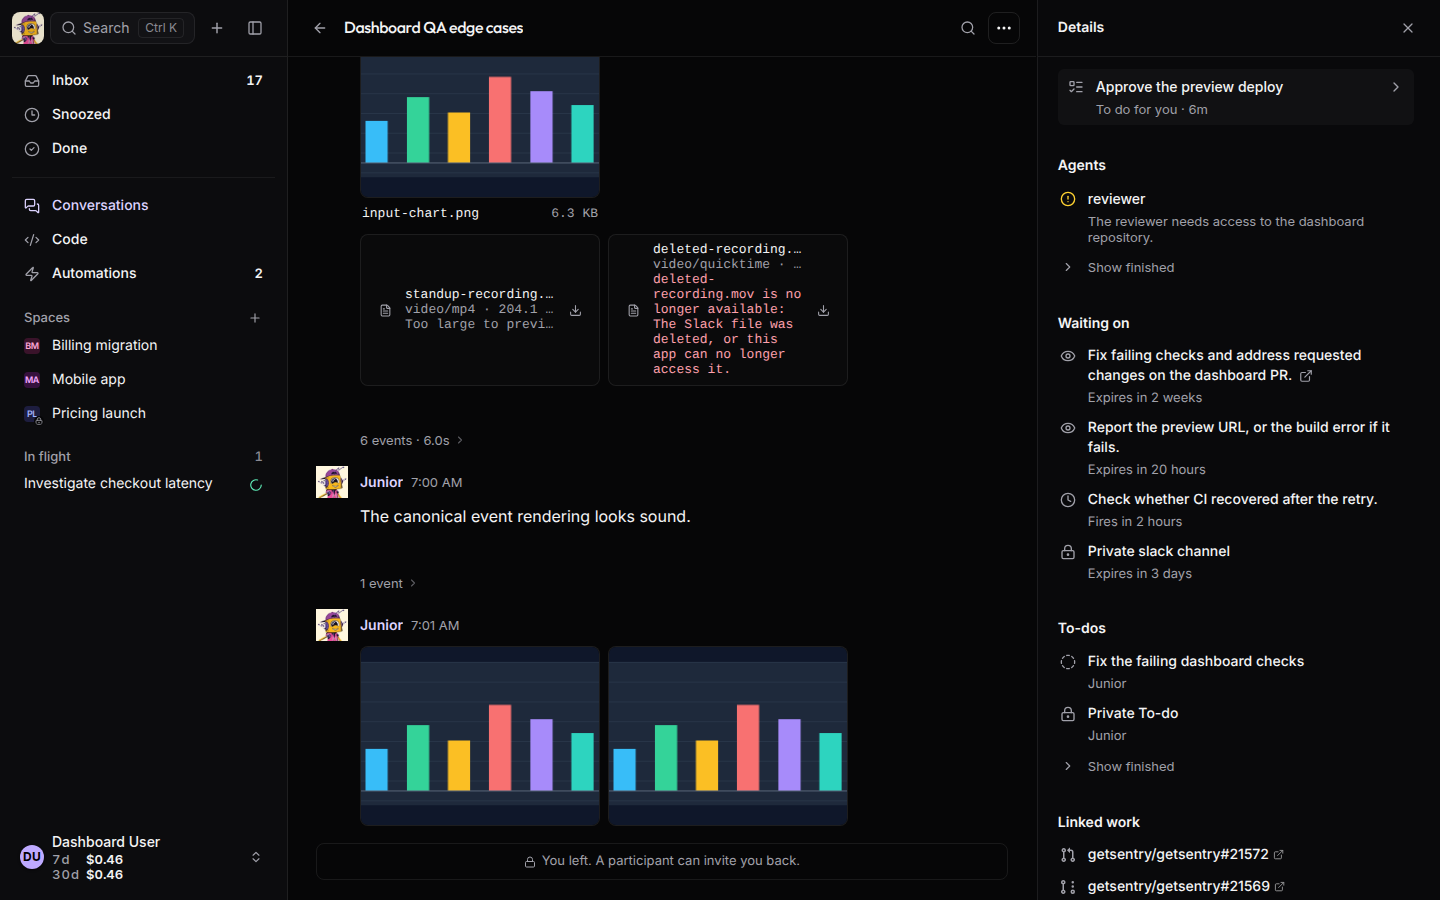 Search Ctrl K
Inbox 17
Snoozed
Done
Conversations
Code
Automations 2
Spaces
BM Billing migration
MA Mobile app
PL Pricing launch
In flight 1
Investigate checkout latency
DU Dashboard User
7d $0.46
30d $0.46
Dashboard QA edge cases
input-chart.png 6.3 KB
standup-recording.…
video/mp4 · 204.1 …
Too large to previ…
deleted-recording.…
video/quicktime · …
deleted-
recording.mov is no
longer available:
The Slack file was
deleted, or this
app can no longer
access it.
6 events · 6.0s
Junior 7:00 AM
The canonical event rendering looks sound.
1 event
Junior 7:01 AM
You left. A participant can invite you back.
Details
Approve the preview deploy
To do for you · 6m
Agents
reviewer
The reviewer needs access to the dashboard
repository.
Show finished
Waiting on
Fix failing checks and address requested
changes on the dashboard PR.
Expires in 2 weeks
Report the preview URL, or the build error if it
fails.
Expires in 20 hours
Check whether CI recovered after the retry.
Fires in 2 hours
Private slack channel
Expires in 3 days
To-dos
Fix the failing dashboard checks
Junior
Private To-do
Junior
Show finished
Linked work
getsentry/getsentry#21572
getsentry/getsentry#21569